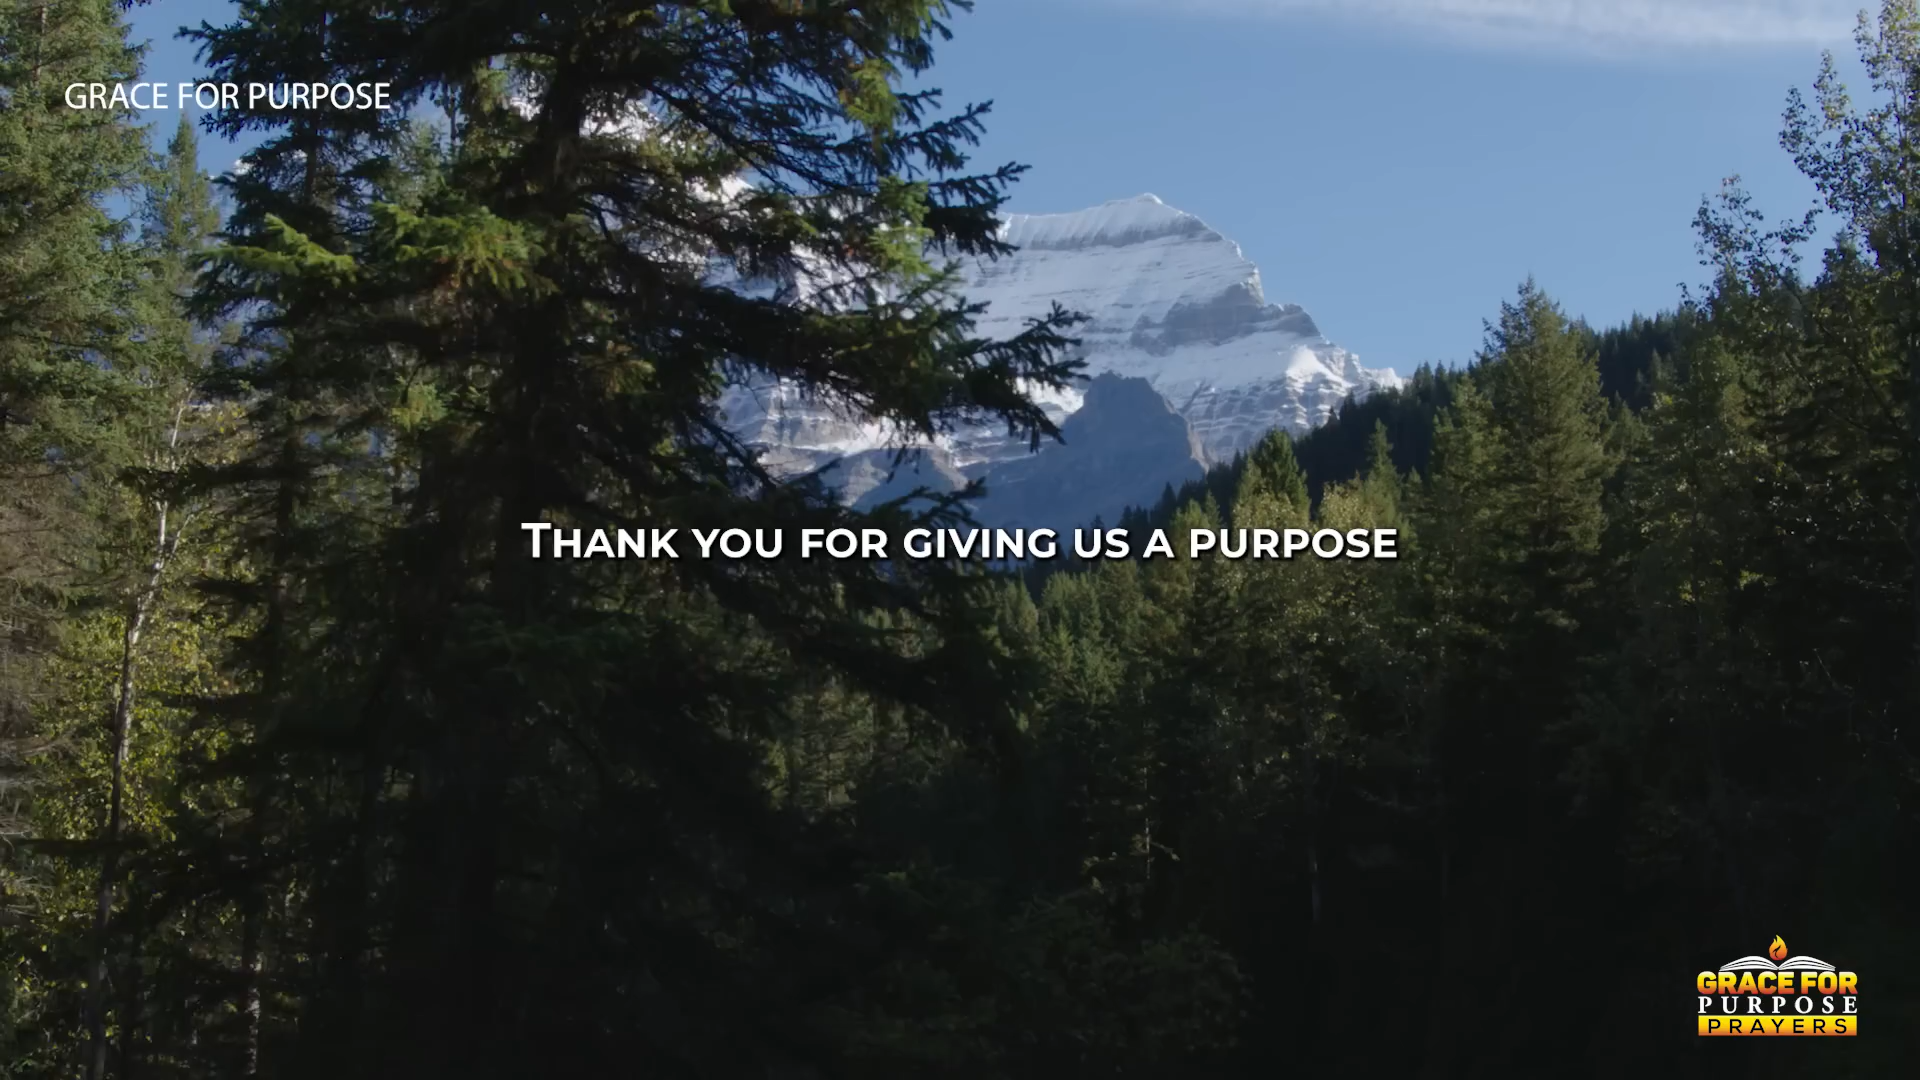 GRACE FOR PURPOSE
THANK YOU FOR GIVING US A PURPOSE
GRACE FOR
PURPOSE
PRAYERS